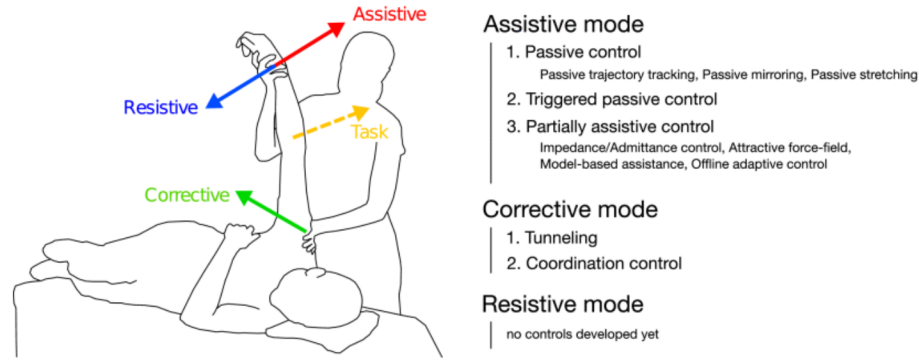 Assistive
Resistive
Task
Corrective
Assistive mode
1. Passive control
Passive trajectory tracking, Passive mirroring, Passive stretching
2. Triggered passive control
3. Partially assistive control
Impedance/Admittance control, Attractive force-field,
Model-based assistance, Offline adaptive control
Corrective mode
1. Tunneling
2. Coordination control
Resistive mode
no controls developed yet